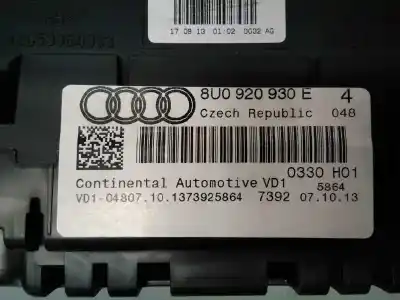 17 08 13 01:02 0032 AG
8U0 920 930 E 4
Czech Republic 048
0330 H01
Continental Automotive VD1 5864
VD1-04807.10.1373925864 7392 07.10.13